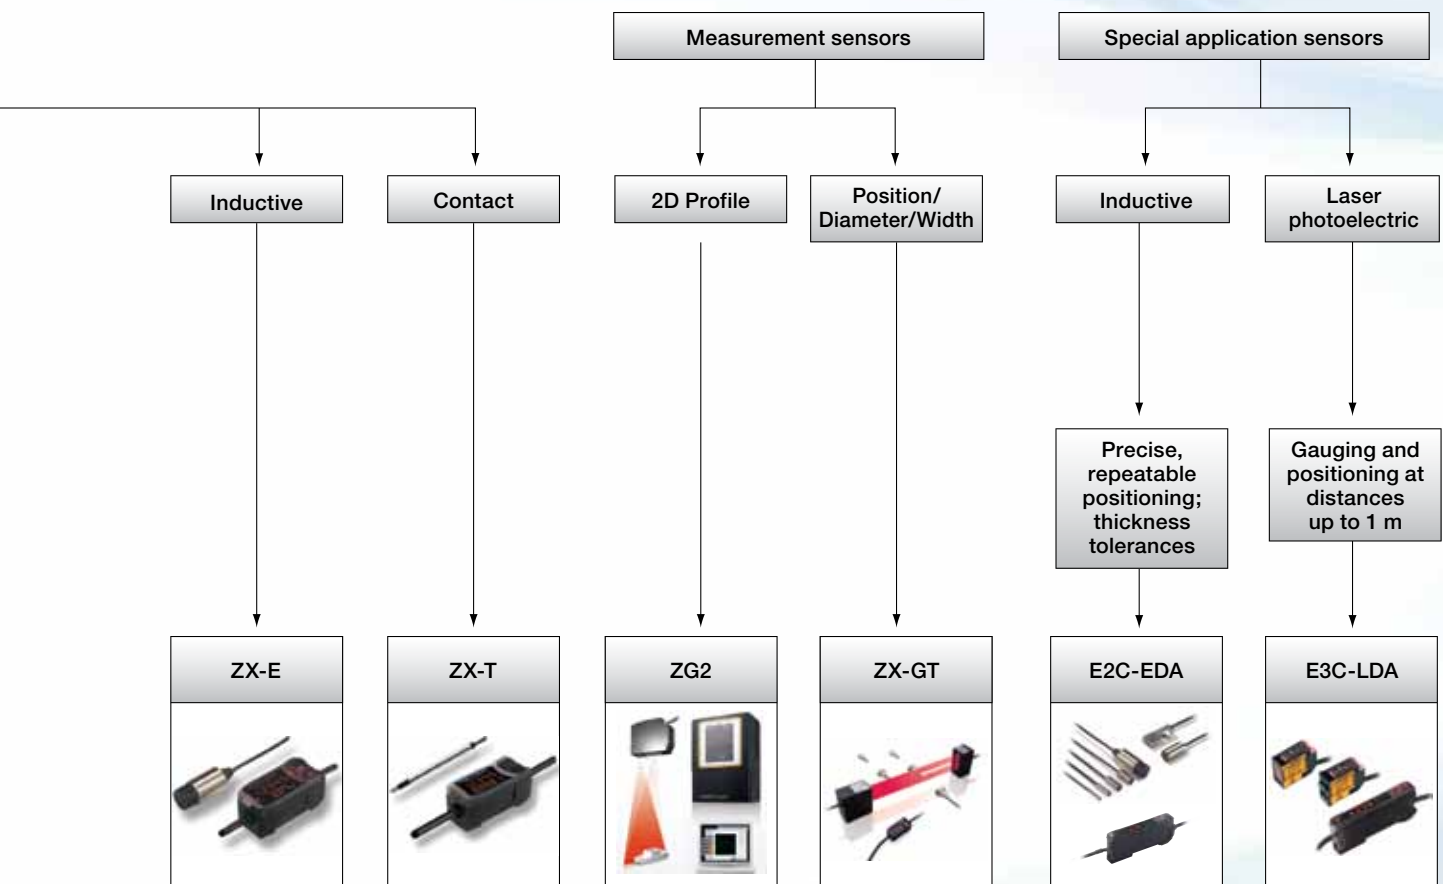 Measurement sensors
Special application sensors
Inductive
Contact
2D Profile
Position/
Diameter/Width
Inductive
Laser
photoelectric
Precise,
repeatable
positioning;
thickness
tolerances
Gauging and
positioning at
distances
up to 1 m
ZX-E
ZX-T
ZG2
ZX-GT
E2C-EDA
E3C-LDA